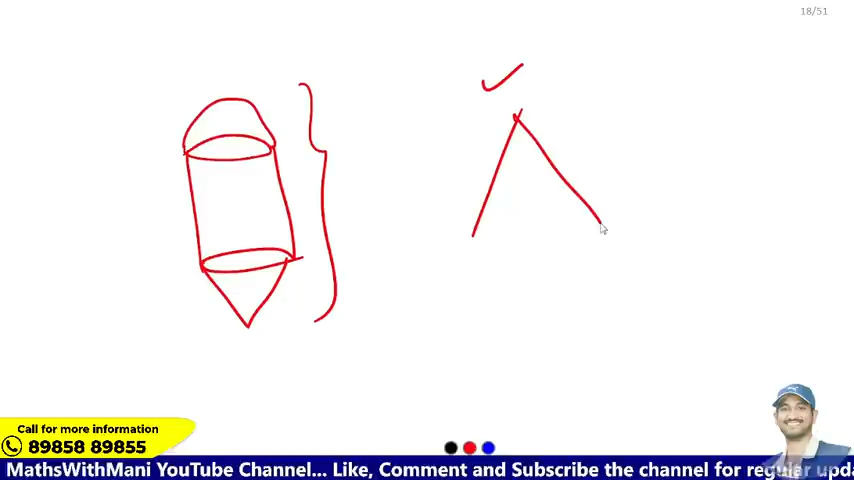 18/51
Call for more information
89858 89855
MathsWithMani YouTube Channel... Like, Comment and Subscribe the channel for regular upda